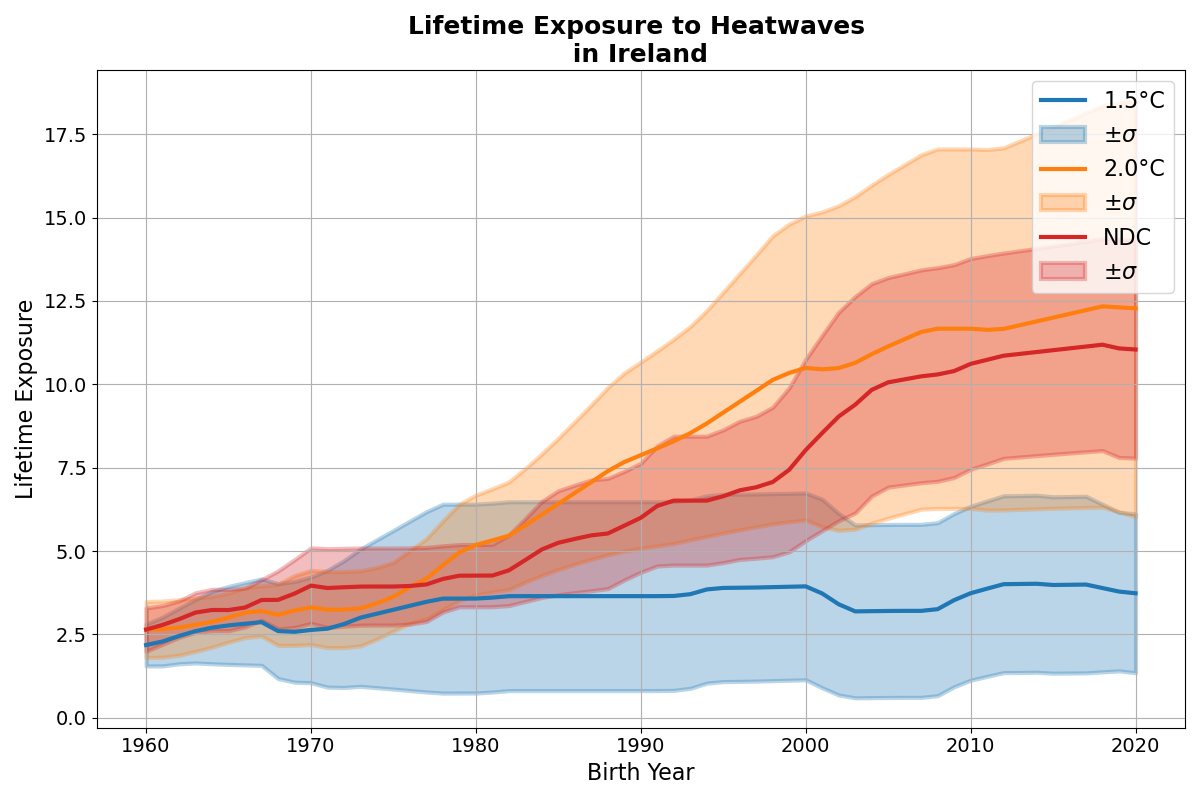 Lifetime Exposure to Heatwaves
in Ireland
Lifetime Exposure
17.5
15.0
12.5
10.0
7.5
5.0
2.5
0.0
1960
1970
1980
1990
2000
2010
2020
Birth Year
1.5°C
±σ
2.0°C
±σ
NDC
±σ